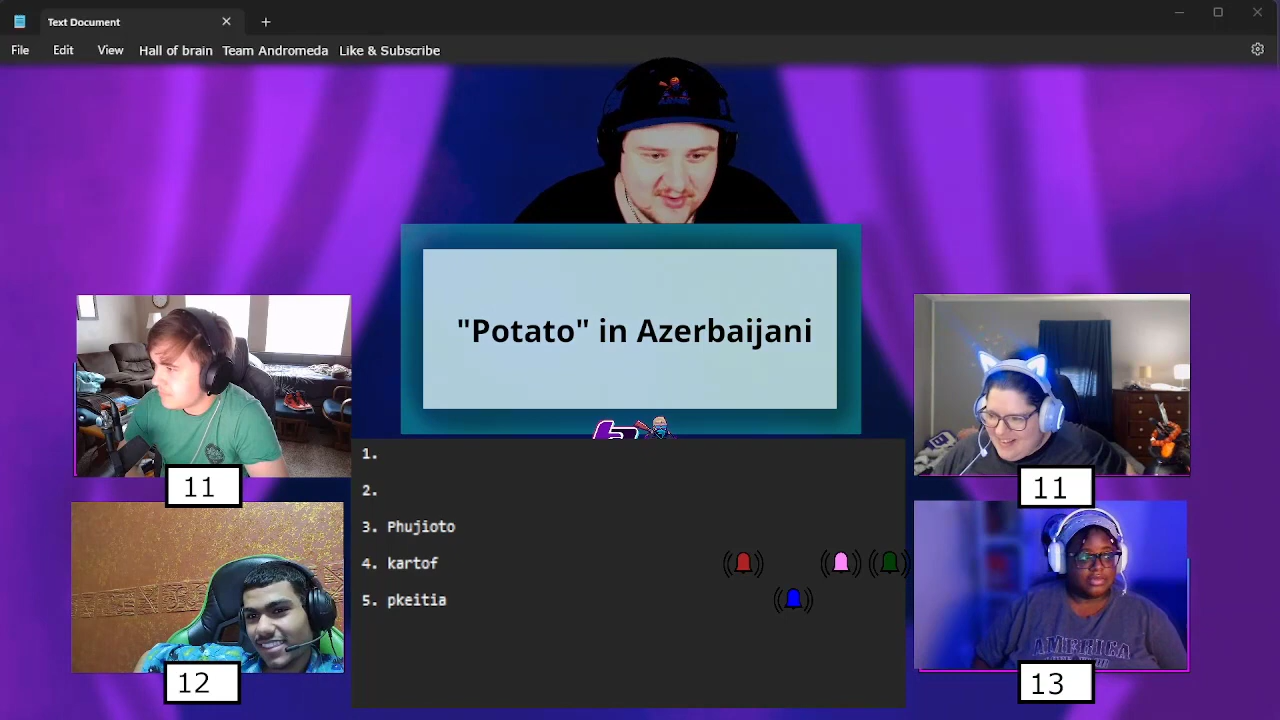 Text Document
File Edit View Hall of brain Team Andromeda Like & Subscribe
"Potato" in Azerbaijani
1.
2.
3. Phujioto
4. kartof
5. pkeitia
11
11
12
13
AMERICA